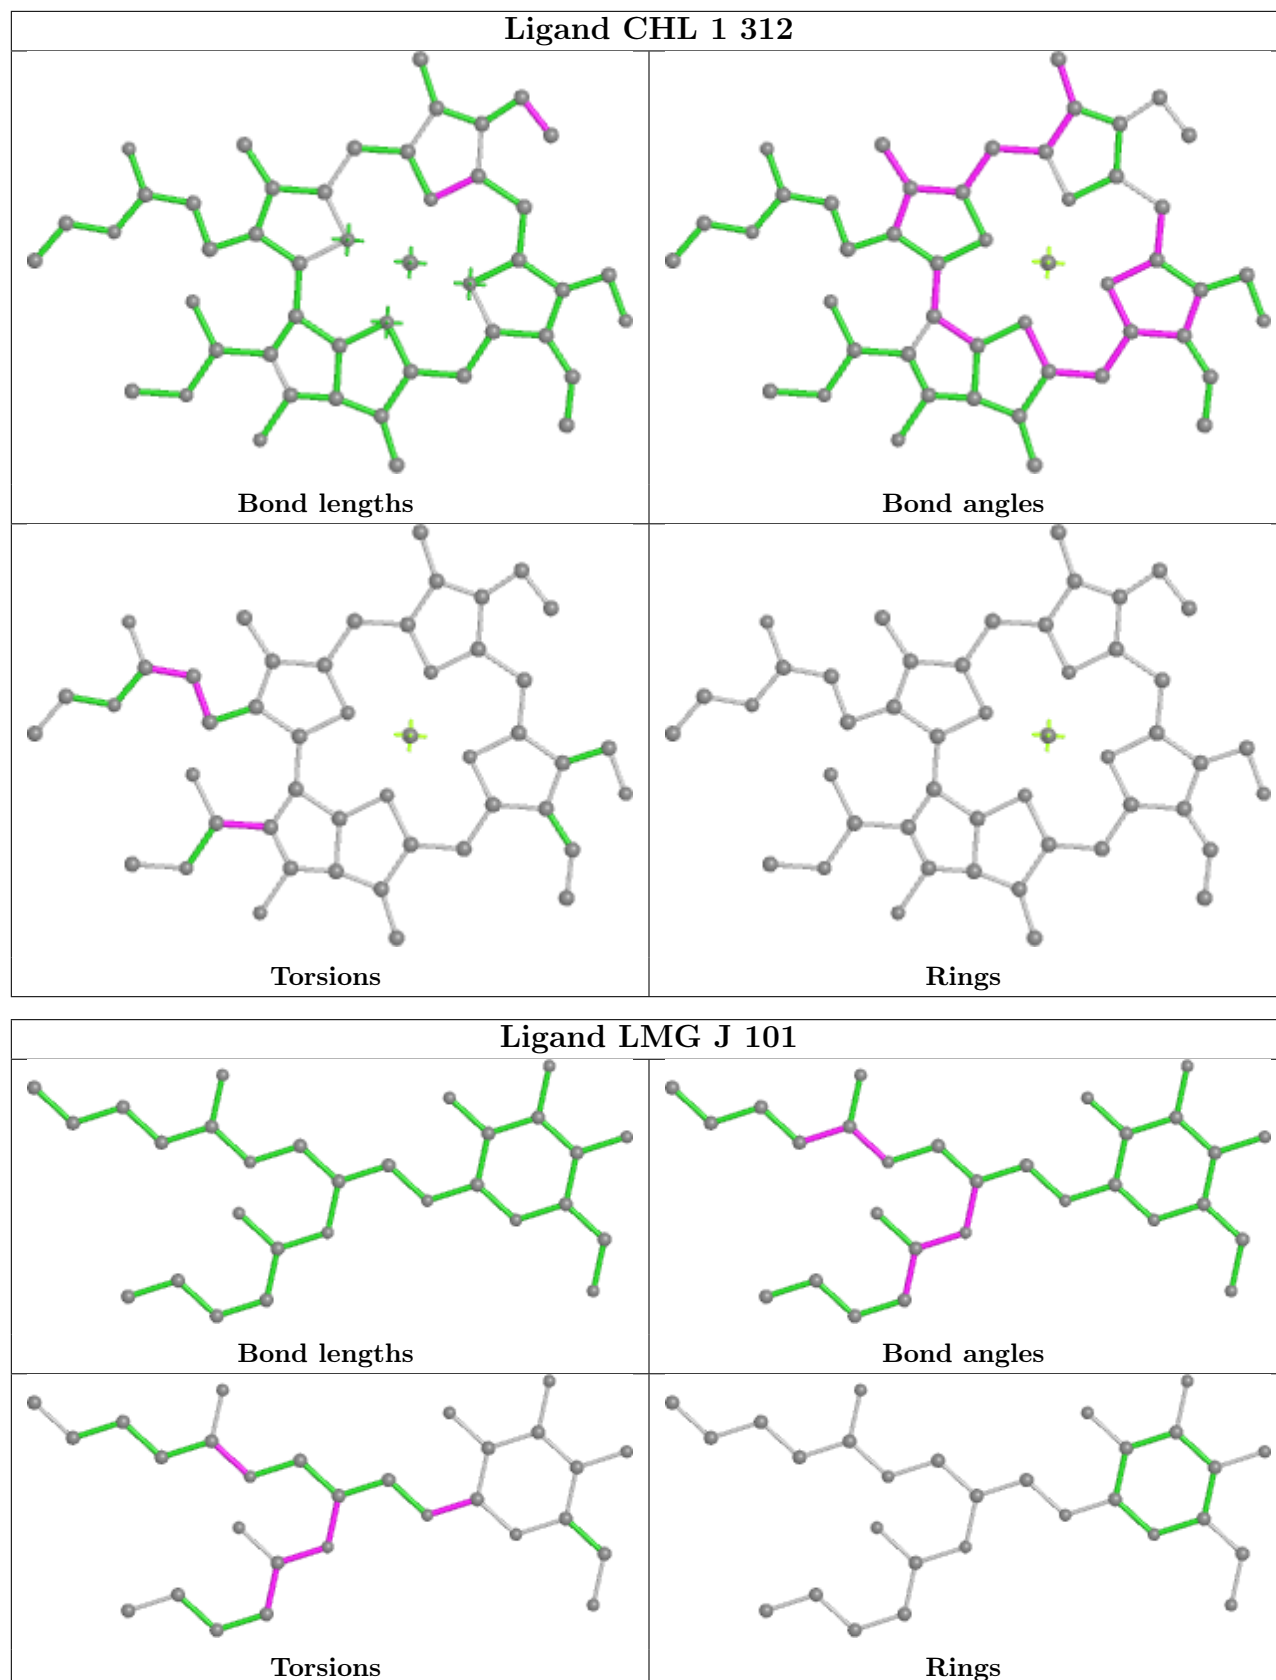 Ligand CHL 1 312
Bond lengths
Bond angles
Torsions
Rings
Ligand LMG J 101
Bond lengths
Bond angles
Torsions
Rings